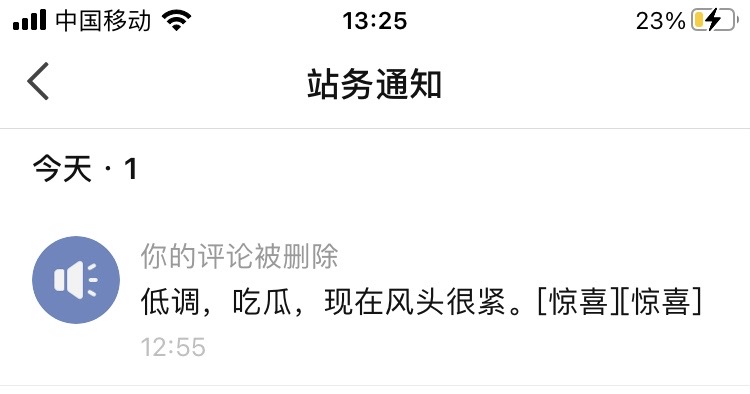 中国移动 13:25 23%
站务通知
今天 · 1
你的评论被删除
低调，吃瓜，现在风头很紧。[惊喜][惊喜]
12:55